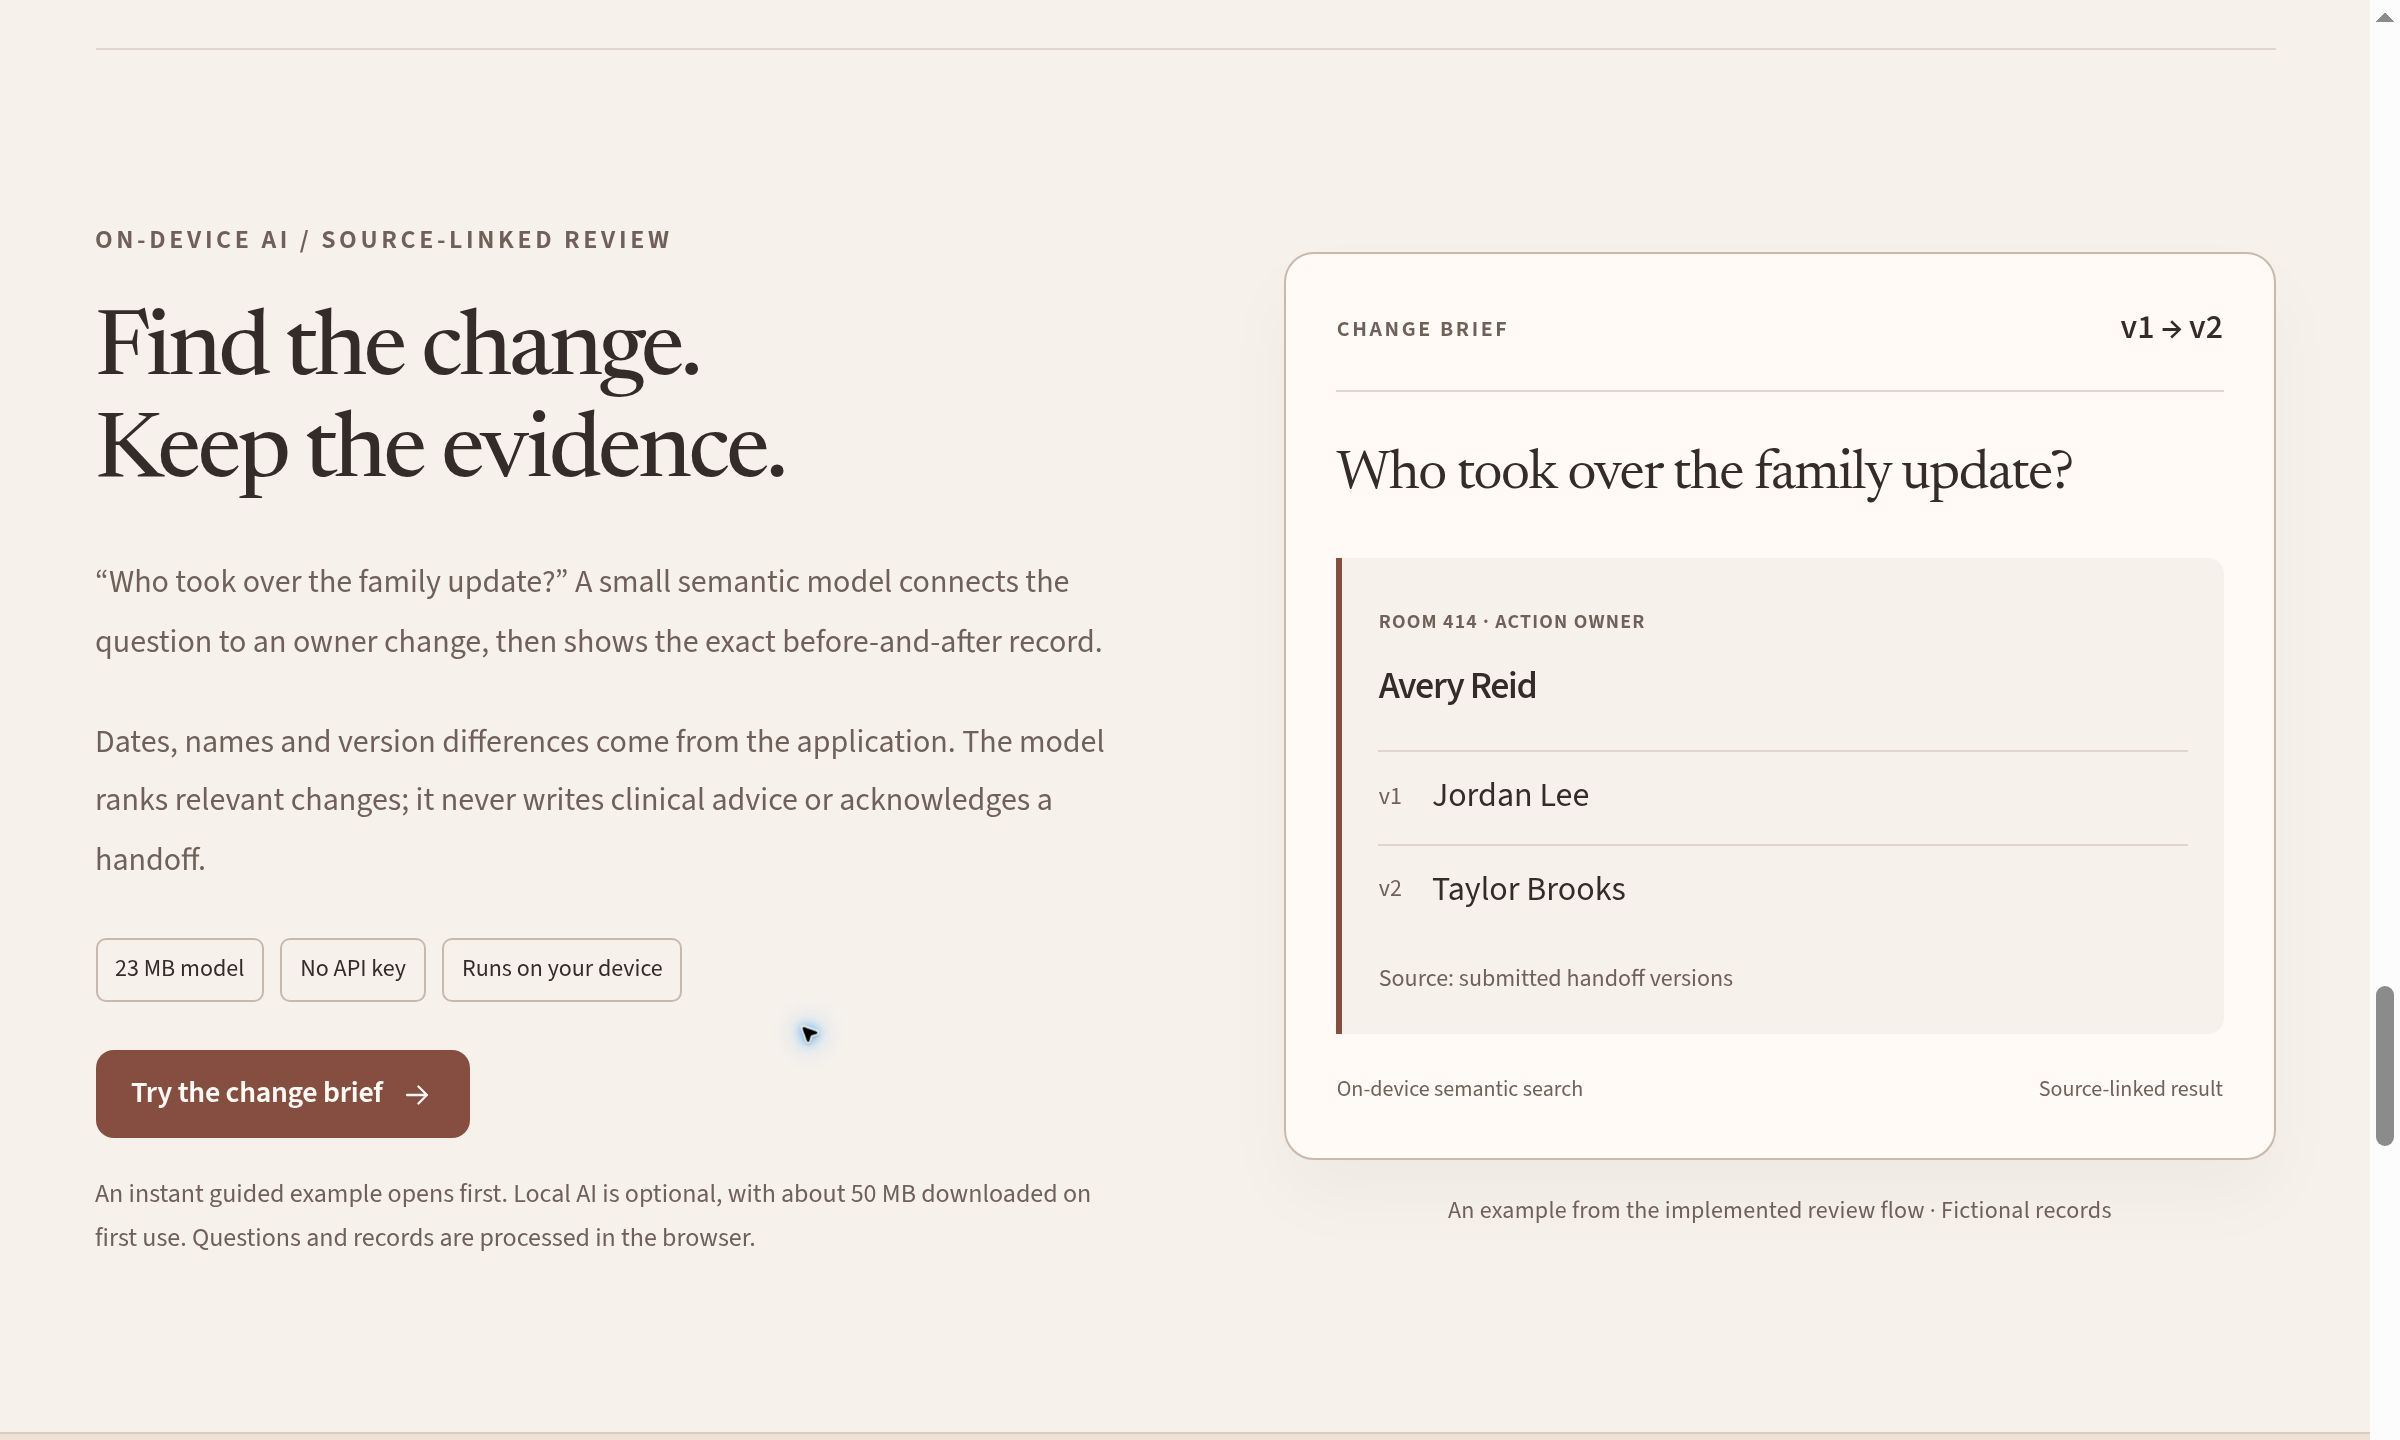 ON-DEVICE AI / SOURCE-LINKED REVIEW
Find the change.
Keep the evidence.
“Who took over the family update?” A small semantic model connects the
question to an owner change, then shows the exact before-and-after record.
Dates, names and version differences come from the application. The model
ranks relevant changes; it never writes clinical advice or acknowledges a
handoff.
23 MB model
No API key
Runs on your device
Try the change brief →
An instant guided example opens first. Local AI is optional, with about 50 MB downloaded on
first use. Questions and records are processed in the browser.
CHANGE BRIEF
v1 → v2
Who took over the family update?
ROOM 414 · ACTION OWNER
Avery Reid
v1 Jordan Lee
v2 Taylor Brooks
Source: submitted handoff versions
On-device semantic search
Source-linked result
An example from the implemented review flow · Fictional records